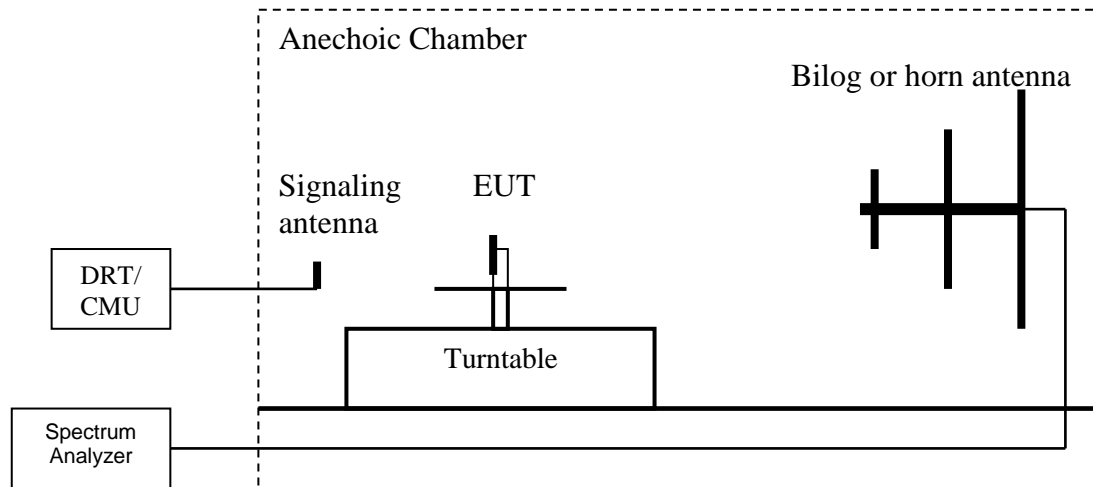 Anechoic Chamber
Bilog or horn antenna
Signaling
antenna
EUT
DRT/
CMU
Turntable
Spectrum
Analyzer